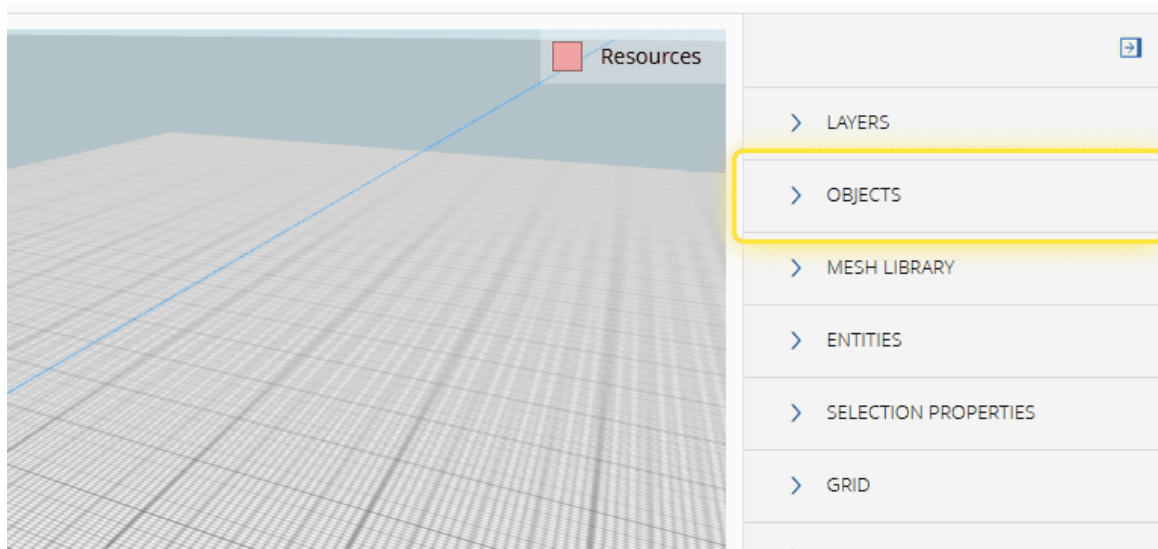 Resources
LAYERS
OBJECTS
MESH LIBRARY
ENTITIES
SELECTION PROPERTIES
GRID